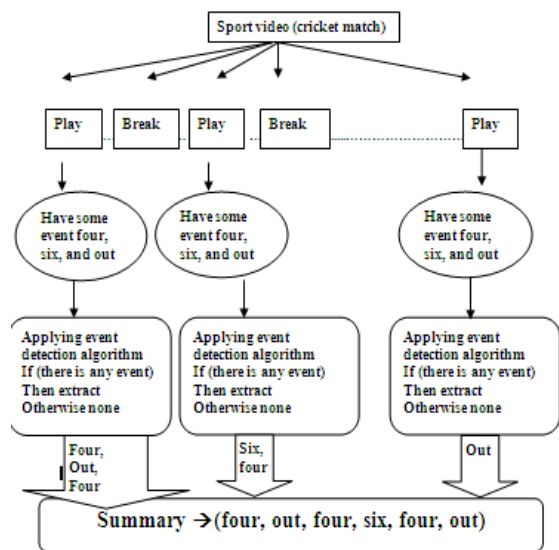 Sport video (cricket match)
Play
Break
Play
Break
Play
Have some
event four,
six, and out
Have some
event four,
six, and out
Have some
event four,
six, and out
Applying event
detection algorithm
If (there is any event)
Then extract
Otherwise none
Applying event
detection algorithm
If (there is any event)
Then extract
Otherwise none
Applying event
detection algorithm
If (there is any event)
Then extract
Otherwise none
Four,
Out,
Four
Six,
four
Out
Summary →(four, out, four, six, four, out)